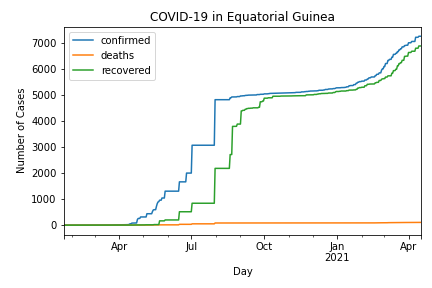 COVID-19 in Equatorial Guinea
confirmed
deaths
recovered
7000
6000
5000
4000
3000
2000
1000
0
Number of Cases
Apr
Jul
Oct
Jan
2021
Apr
Day